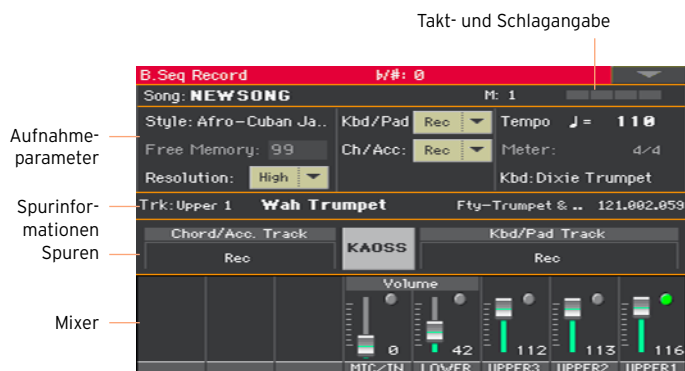 Takt- und Schlagangabe
B.Seq Record b/#: 0
Song: NEWSONG M: 1
Aufnahme-
parameter
Style: Afro-Cuban Ja.. Kbd/Pad Rec Tempo ♩= 110
Free Memory: 99 Ch/Acc: Rec Meter: 4/4
Resolution: High Kbd: Dixie Trumpet
Spurinfor-
mationen
Trk: Upper 1 Wah Trumpet Fty-Trumpet & .. 121.002.059
Spuren
Chord/Acc. Track KAOSS Kbd/Pad Track
Rec Rec
Mixer
Volume
0 42 112 113 116
MIC/IN LOWER UPPER3 UPPER2 UPPER1